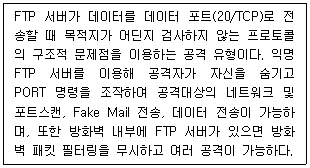 FTP 서버가 데이터를 데이터 포트(20/TCP)로 전
송할 때 목적지가 어딘지 검사하지 않는 프로토콜
의 구조적 문제점을 이용하는 공격 유형이다. 익명
FTP 서버를 이용해 공격자가 자신을 숨기고
PORT 명령을 조작하여 공격대상의 네트워크 및
포트스캔, Fake Mail 전송, 데이터 전송이 가능하
며, 또한 방화벽 내부에 FTP 서버가 있으면 방화
벽 패킷 필터링을 무시하고 여러 공격이 가능하다.